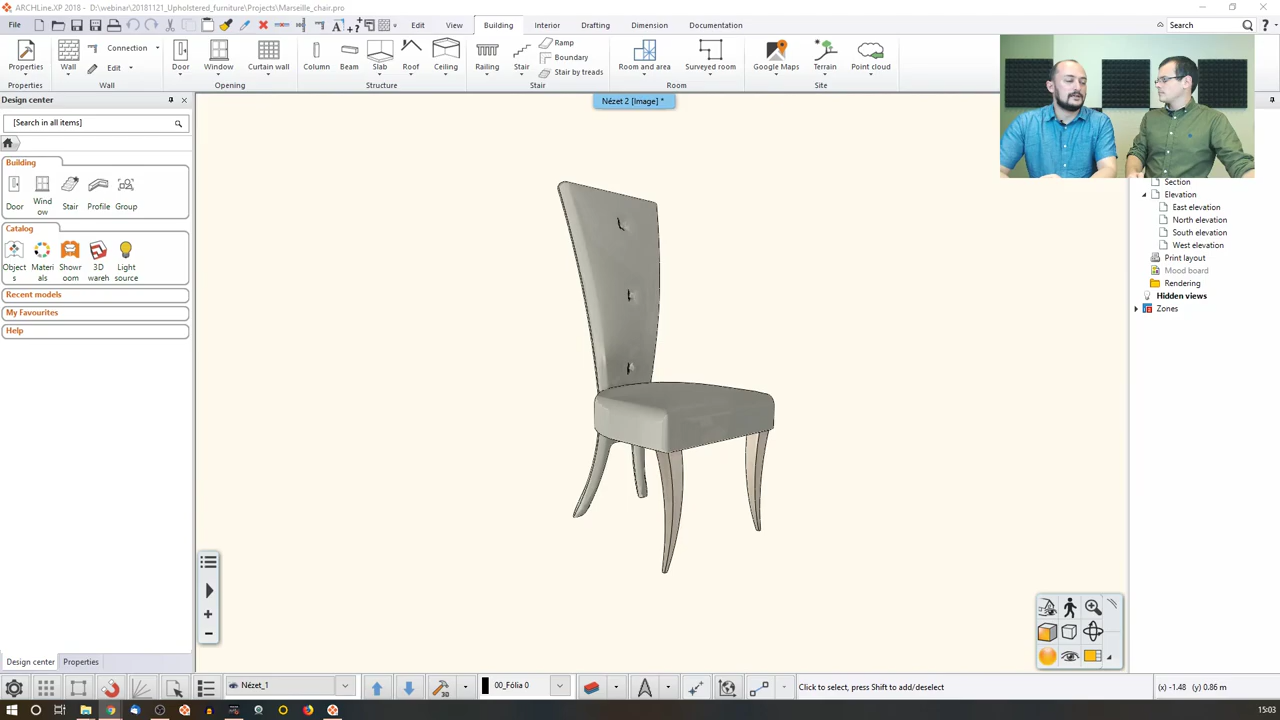 ARCHLine.XP 2018 - D:\webinar\20181121_Upholstered_furniture\Projects\Marseille_chair.pro
File
Edit
View
Building
Interior
Drafting
Dimension
Documentation
Search
Properties
Wall
Connection
Edit
Door
Window
Curtain wall
Column
Beam
Slab
Roof
Ceiling
Railing
Stair
Ramp
Boundary
Stair by treads
Room and area
Surveyed room
Google Maps
Terrain
Point cloud
Properties
Wall
Opening
Structure
Stair
Room
Site
Design center
Nézet 2 [Image] *
[Search in all items]
Building
Door
Wind
ow
Stair
Profile
Group
Catalog
Object
s
Materi
als
Showr
oom
3D
wareh
Light
source
Recent models
My Favourites
Help
Section
Elevation
East elevation
North elevation
South elevation
West elevation
Print layout
Mood board
Rendering
Hidden views
Zones
Design center
Properties
Nézet_1
00_Fólia 0
Click to select, press Shift to add/deselect
(x) -1.48 (y) 0.86 m
15:03